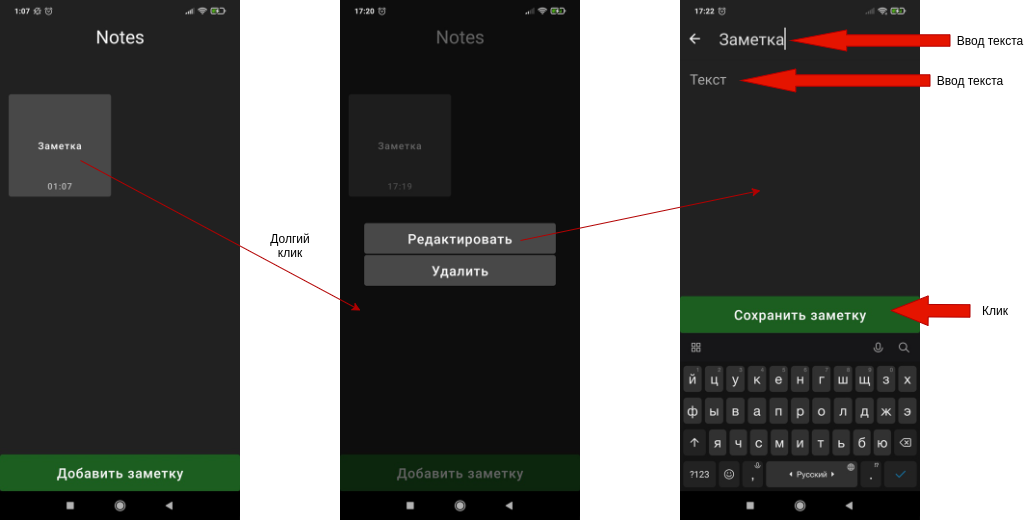 1:07
Notes
Заметка
01:07
Добавить заметку
Долгий
клик
17:20
Notes
Заметка
17:19
Редактировать
Удалить
Добавить заметку
17:22
Заметка
Ввод текста
Текст
Ввод текста
Сохранить заметку
Клик
й ц у к е н г ш щ з х
ф ы в а п р о л д ж э
я ч с м и т ь б ю
?123 , Русский .